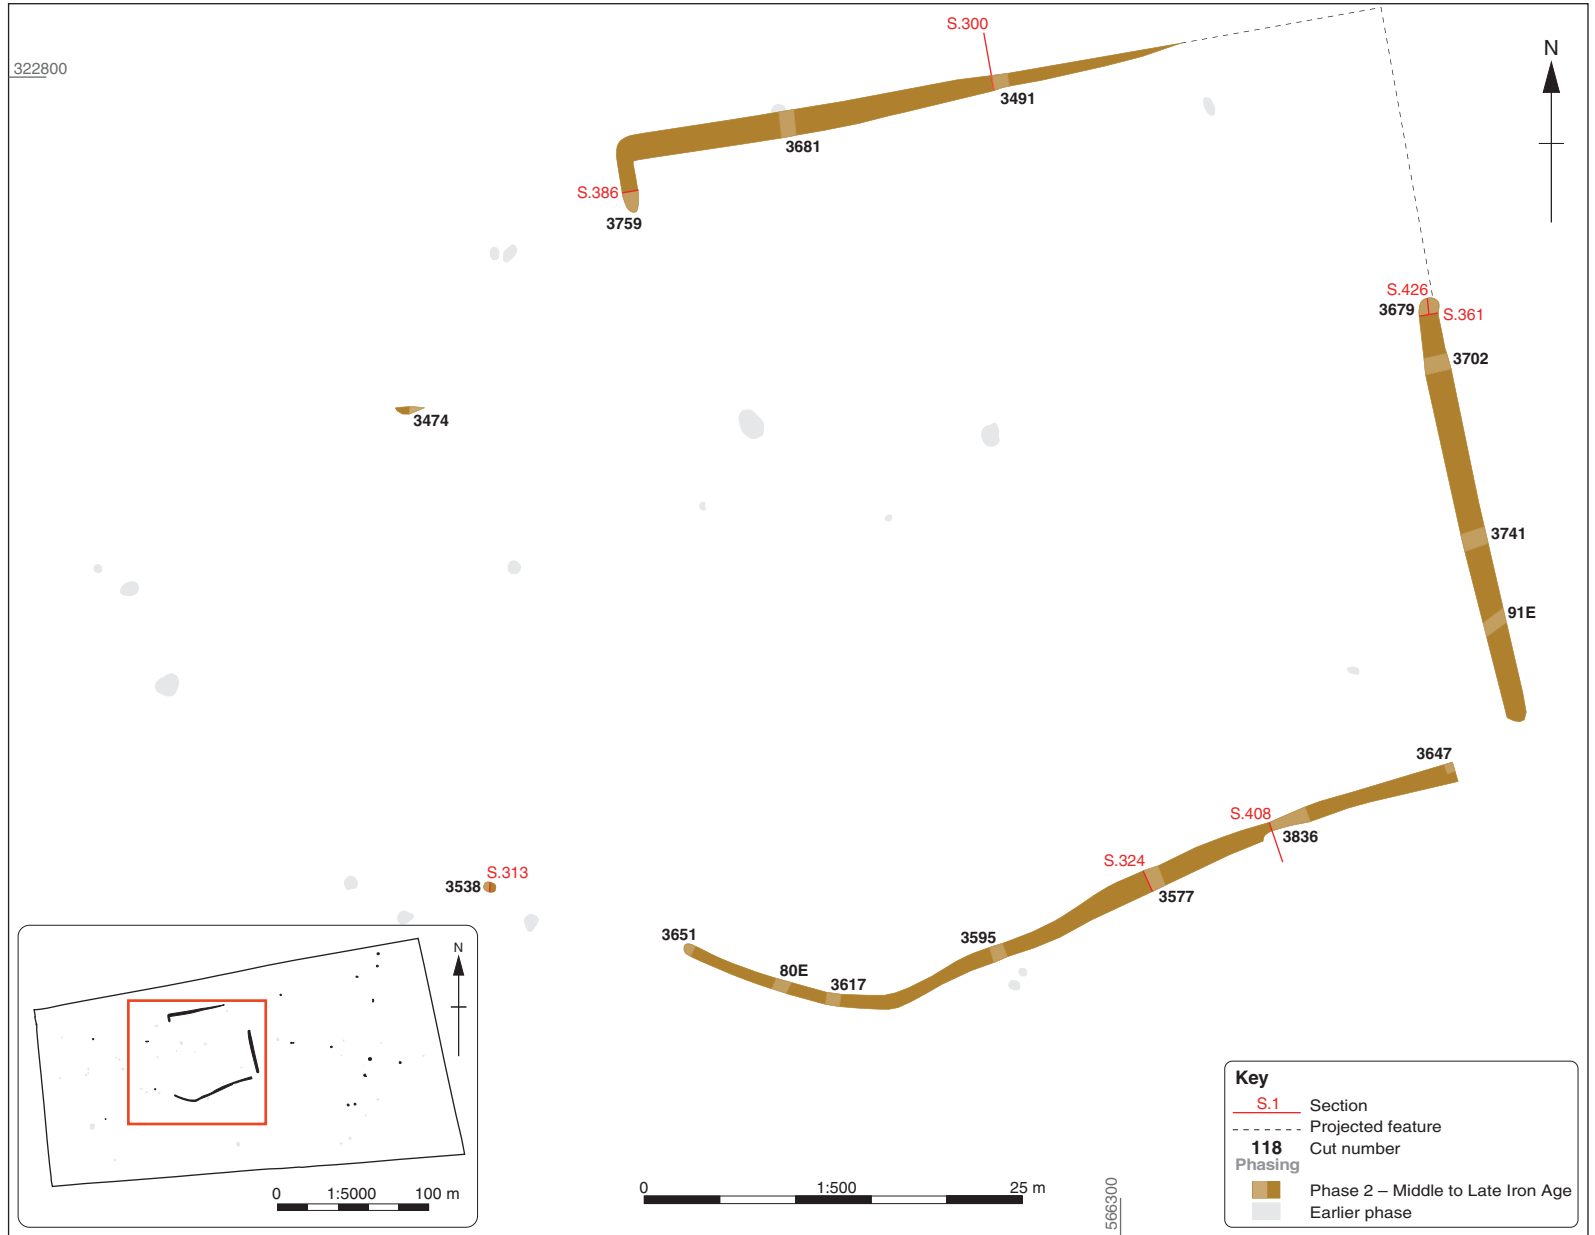 S.300
322800
N
3491
3681
S.386
3759
S.426
3679
S.361
3702
3474
3741
91E
3647
S.408
3836
S.324
3577
S.313
3538
3651
3595
80E
3617
N
0 1:5000 100 m
0 1:500 25 m
566300
Key
S.1 Section
Projected feature
118 Cut number
Phasing
Phase 2 – Middle to Late Iron Age
Earlier phase